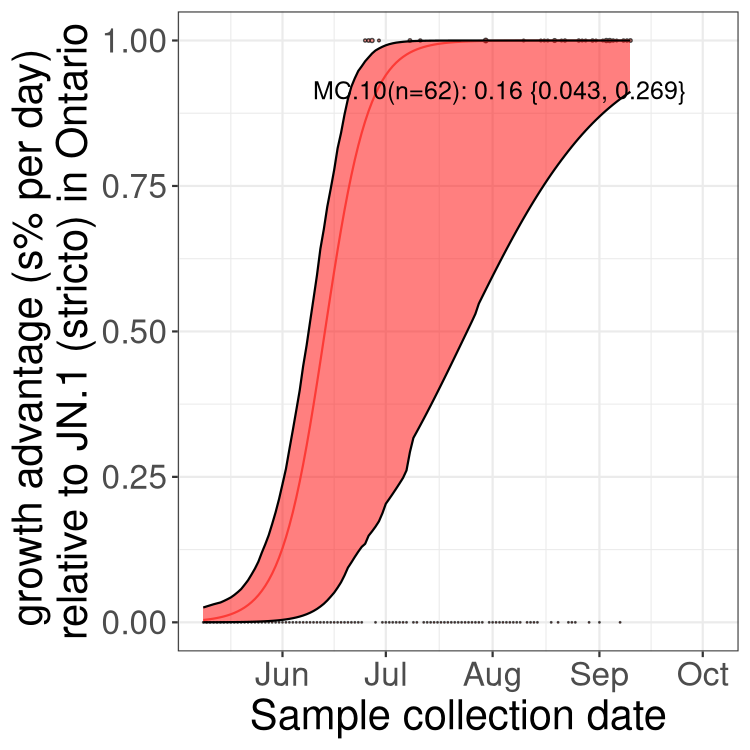 growth advantage (s% per day)
relative to JN.1 (stricto) in Ontario
1.00
0.75
0.50
0.25
0.00
MC.10(n=62): 0.16 {0.043, 0.269}
Jun Jul Aug Sep Oct
Sample collection date